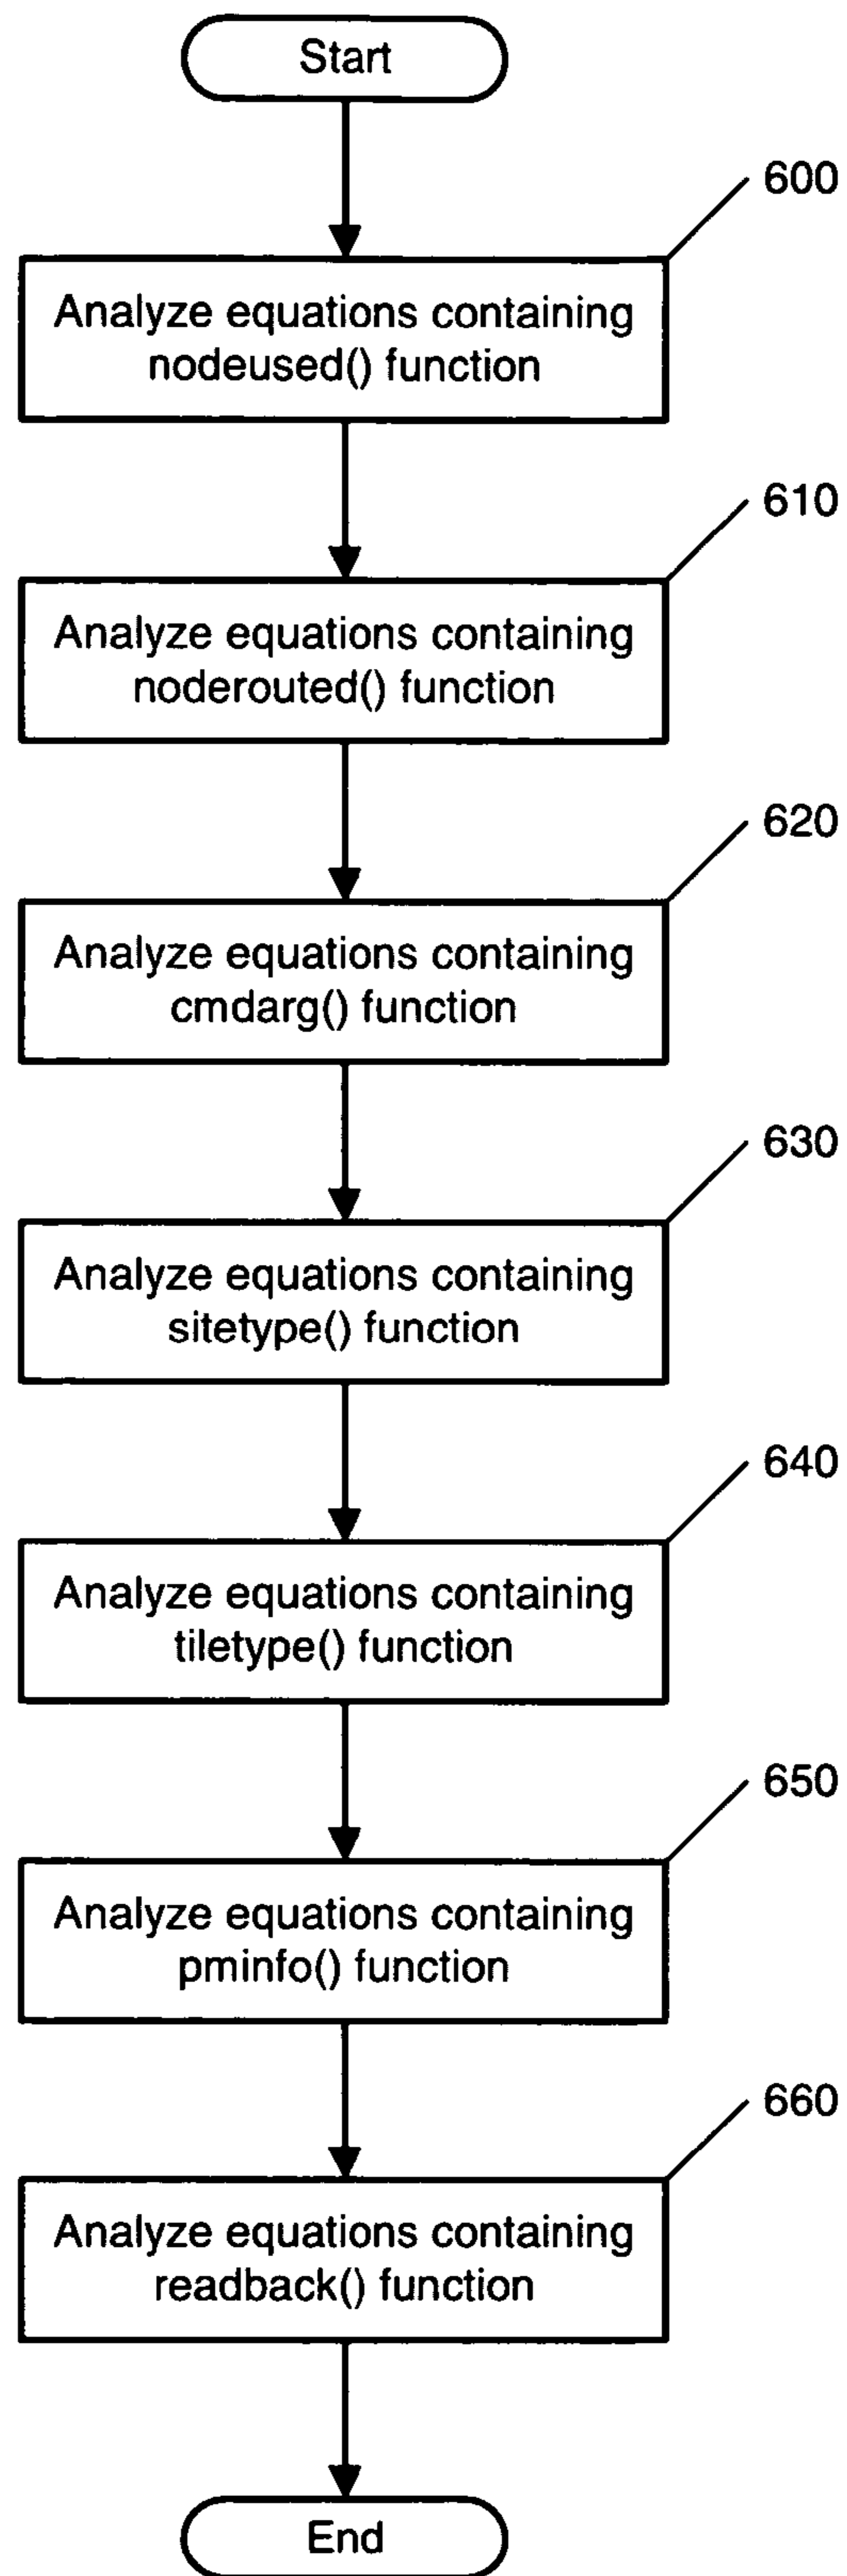 Start
600
Analyze equations containing
nodeused() function
610
Analyze equations containing
noderouted() function
620
Analyze equations containing
cmdarg() function
630
Analyze equations containing
sitetype() function
640
Analyze equations containing
tiletype() function
650
Analyze equations containing
pminfo() function
660
Analyze equations containing
readback() function
End